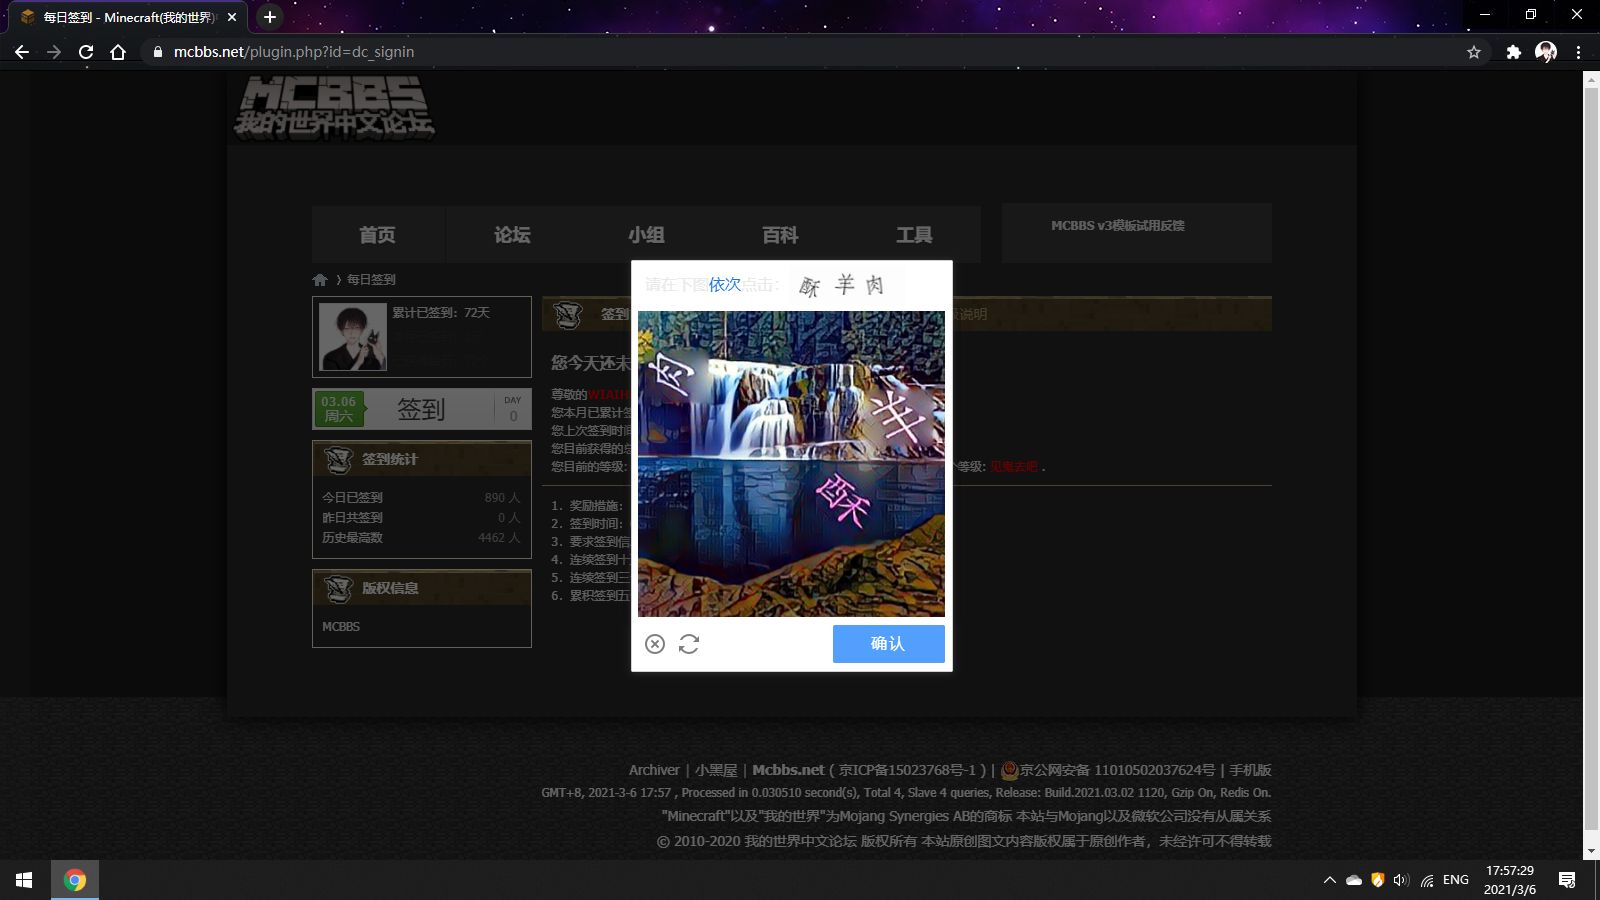 每日签到 - Minecraft(我的世界)
mcbbs.net/plugin.php?id=dc_signin
MCBBS
我的世界中文论坛
首页 论坛 小组 百科 工具
MCBBS v3模板试用反馈
每日签到
请在下图依次点击:
酥 羊 肉
累计已签到: 72天
签到
级说明
肉
羊
酥
您今天还未
03.06
周六
签到
DAY
0
尊敬的WIAIH
您本月已累计签
您上次签到时间
您目前获得的总
您目前的等级:
个等级: 见鬼去吧 .
签到统计
今日已签到 890 人
昨日共签到 0 人
历史最高数 4462 人
1. 奖励措施:
2. 签到时间:
3. 要求签到信
4. 连续签到十
5. 连续签到三
6. 累积签到五
版权信息
MCBBS
确认
Archiver | 小黑屋 | Mcbbs.net ( 京ICP备15023768号-1 ) | 京公网安备 11010502037624号 | 手机版
GMT+8, 2021-3-6 17:57 , Processed in 0.030510 second(s), Total 4, Slave 4 queries, Release: Build.2021.03.02 1120, Gzip On, Redis On.
"Minecraft"以及"我的世界"为Mojang Synergies AB的商标 本站与Mojang以及微软公司没有从属关系
© 2010-2020 我的世界中文论坛 版权所有 本站原创图文内容版权属于原创作者，未经许可不得转载
ENG
17:57:29
2021/3/6